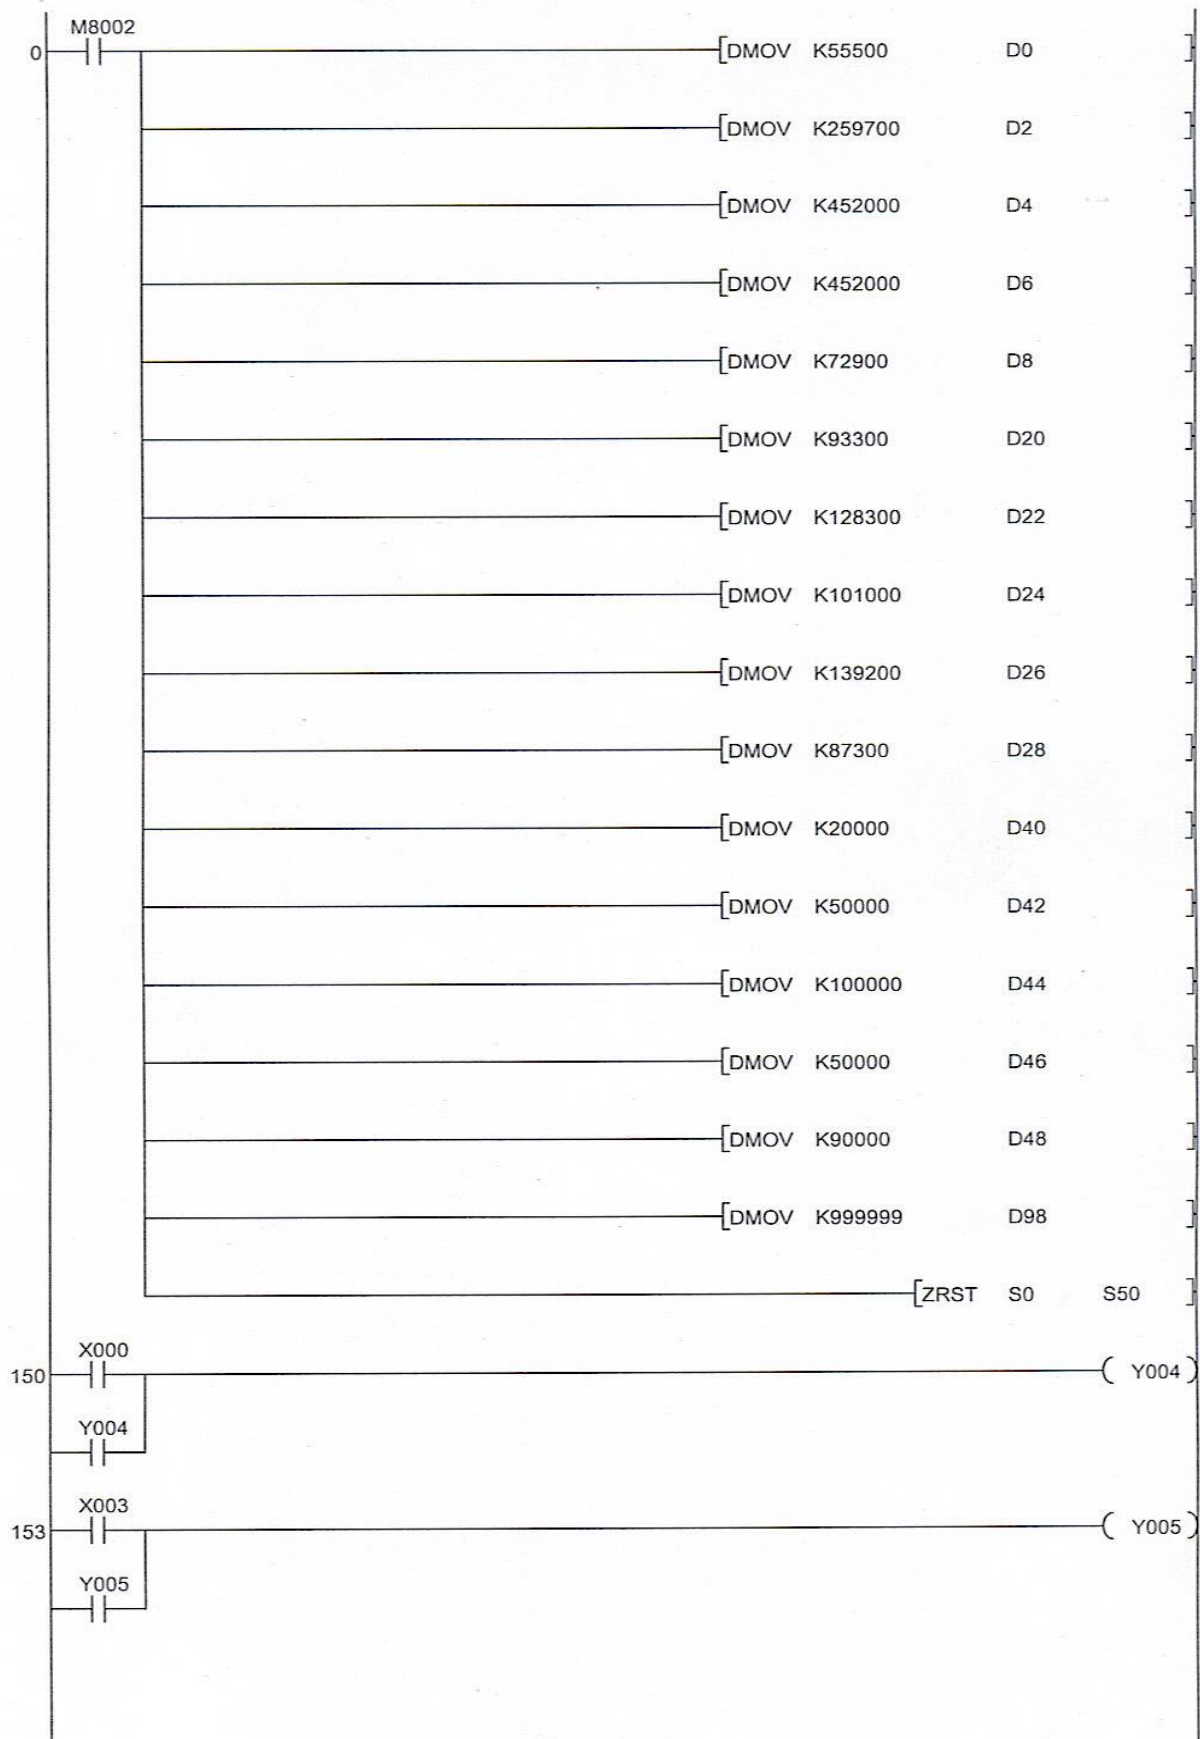 M8002
0 DMOV K55500 D0
DMOV K259700 D2
DMOV K452000 D4
DMOV K452000 D6
DMOV K72900 D8
DMOV K93300 D20
DMOV K128300 D22
DMOV K101000 D24
DMOV K139200 D26
DMOV K87300 D28
DMOV K20000 D40
DMOV K50000 D42
DMOV K100000 D44
DMOV K50000 D46
DMOV K90000 D48
DMOV K999999 D98
ZRST S0 S50
X000
150 Y004
Y004
X003
153 Y005
Y005